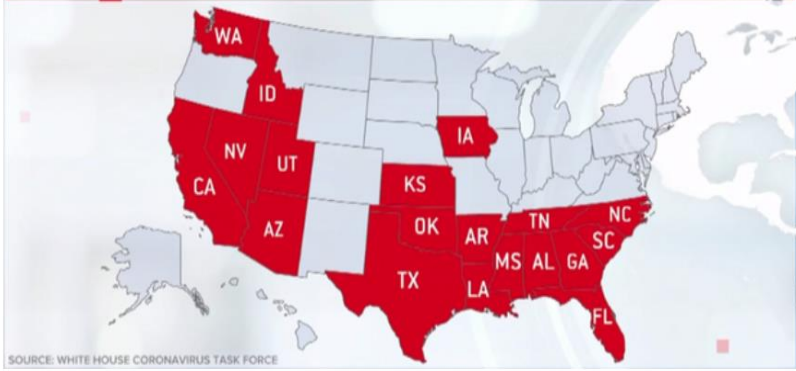 WA
ID
IA
NV
UT
CA
KS
AZ
OK
AR
TN
NC
SC
MS
AL
GA
TX
LA
FL
SOURCE: WHITE HOUSE CORONAVIRUS TASK FORCE